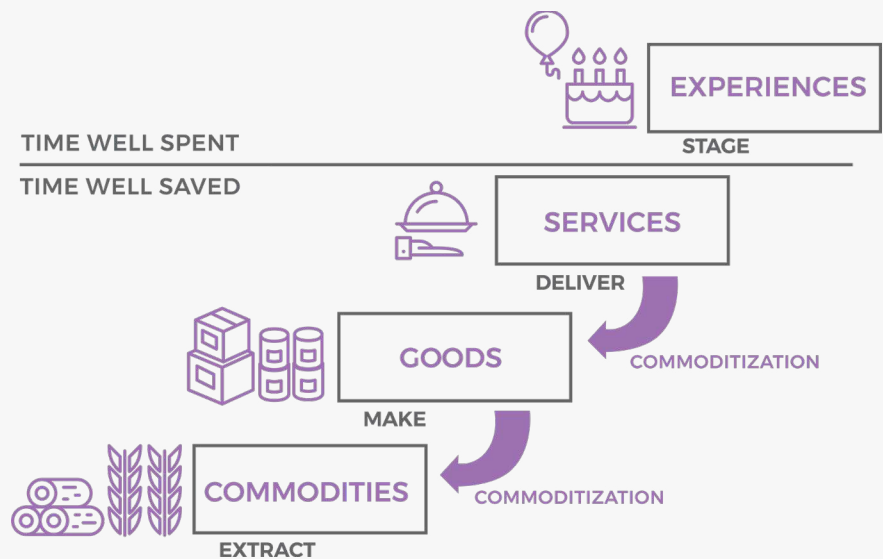 EXPERIENCES
STAGE
TIME WELL SPENT
TIME WELL SAVED
SERVICES
DELIVER
COMMODITIZATION
GOODS
MAKE
COMMODITIZATION
COMMODITIES
EXTRACT